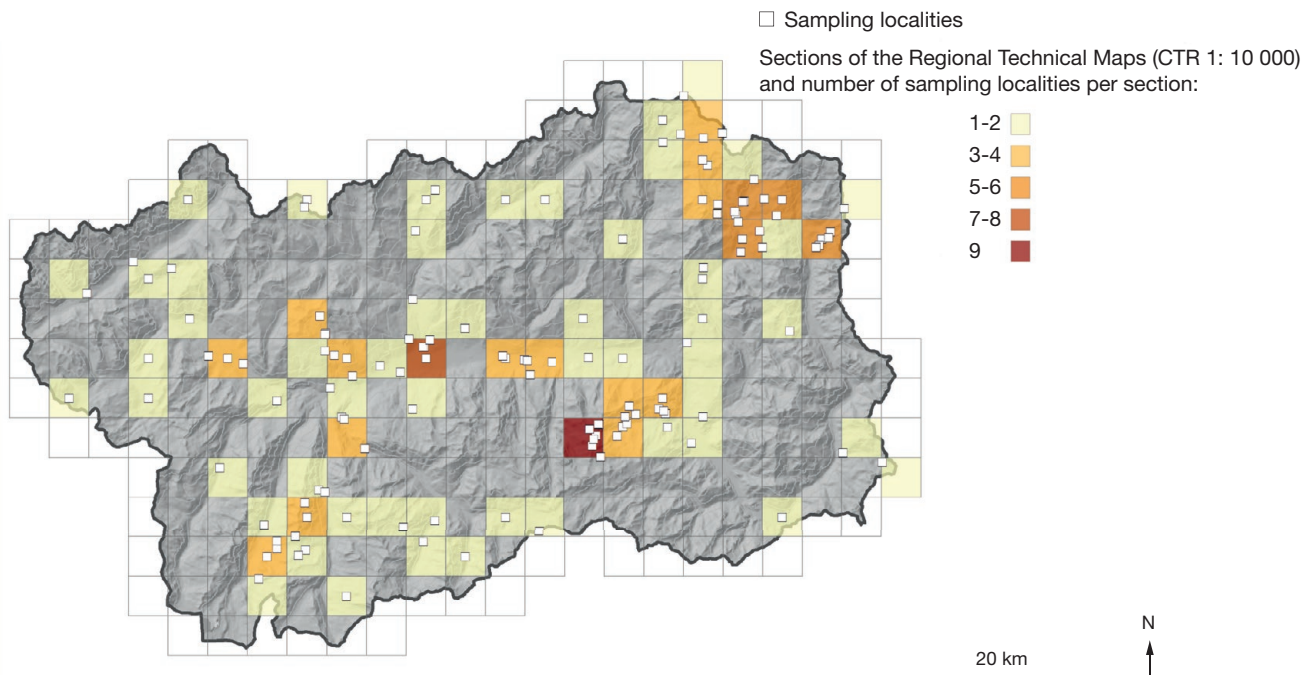 Sampling localities
Sections of the Regional Technical Maps (CTR 1: 10 000)
and number of sampling localities per section:
1-2
3-4
5-6
7-8
9
N
20 km